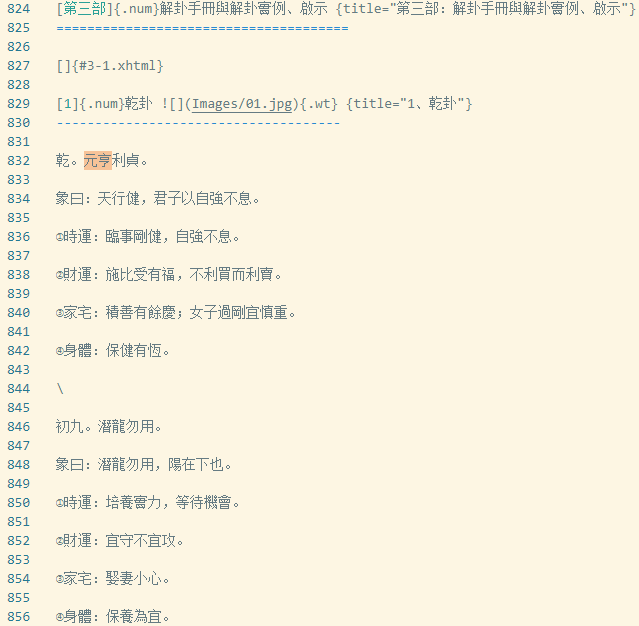 824 [第三部]{.num}解卦手冊與解卦實例、啟示 {title="第三部：解卦手冊與解卦實例、啟示"}
825 =====================================
826
827 []{#3-1.xhtml}
828
829 [1]{.num}乾卦 ![](Images/01.jpg){.wt} {title="1、乾卦"}
830 ------------------------------------
831
832 乾。元亨利貞。
833
834 象曰：天行健，君子以自強不息。
835
836 ①時運：臨事剛健，自強不息。
837
838 ②財運：施比受有福，不利買而利賣。
839
840 ③家宅：積善有餘慶；女子過剛宜慎重。
841
842 ④身體：保健有恆。
843
844 \
845
846 初九。潛龍勿用。
847
848 象曰：潛龍勿用，陽在下也。
849
850 ①時運：培養實力，等待機會。
851
852 ②財運：宜守不宜攻。
853
854 ③家宅：娶妻小心。
855
856 ④身體：保養為宜。